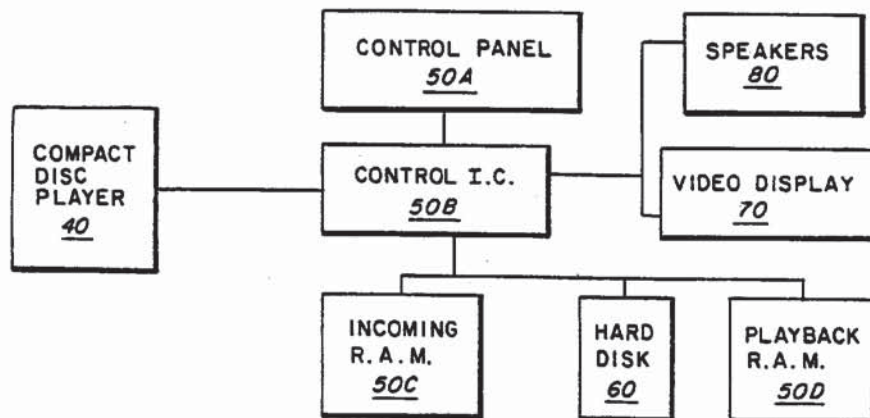 CONTROL PANEL
50A
SPEAKERS
80
COMPACT
DISC
PLAYER
40
CONTROL I.C.
50B
VIDEO DISPLAY
70
INCOMING
R.A.M.
50C
HARD
DISK
60
PLAYBACK
R.A.M.
50D